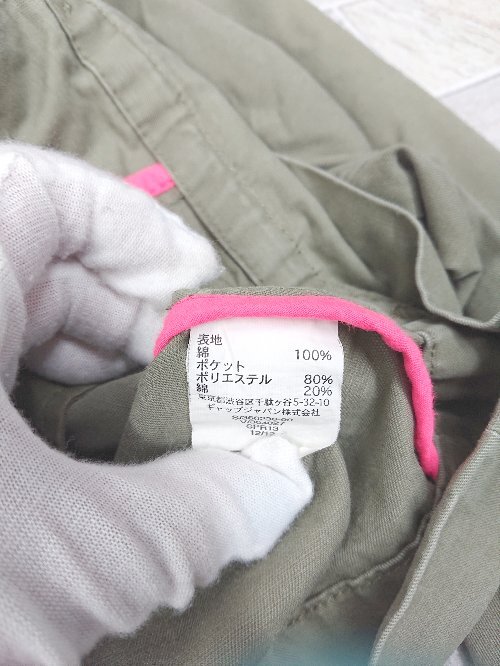 表地
綿 100%
ポケット
ポリエステル 80%
綿 20%
東京都渋谷区千駄ヶ谷5-32-10
ギャップジャパン株式会社
12/12